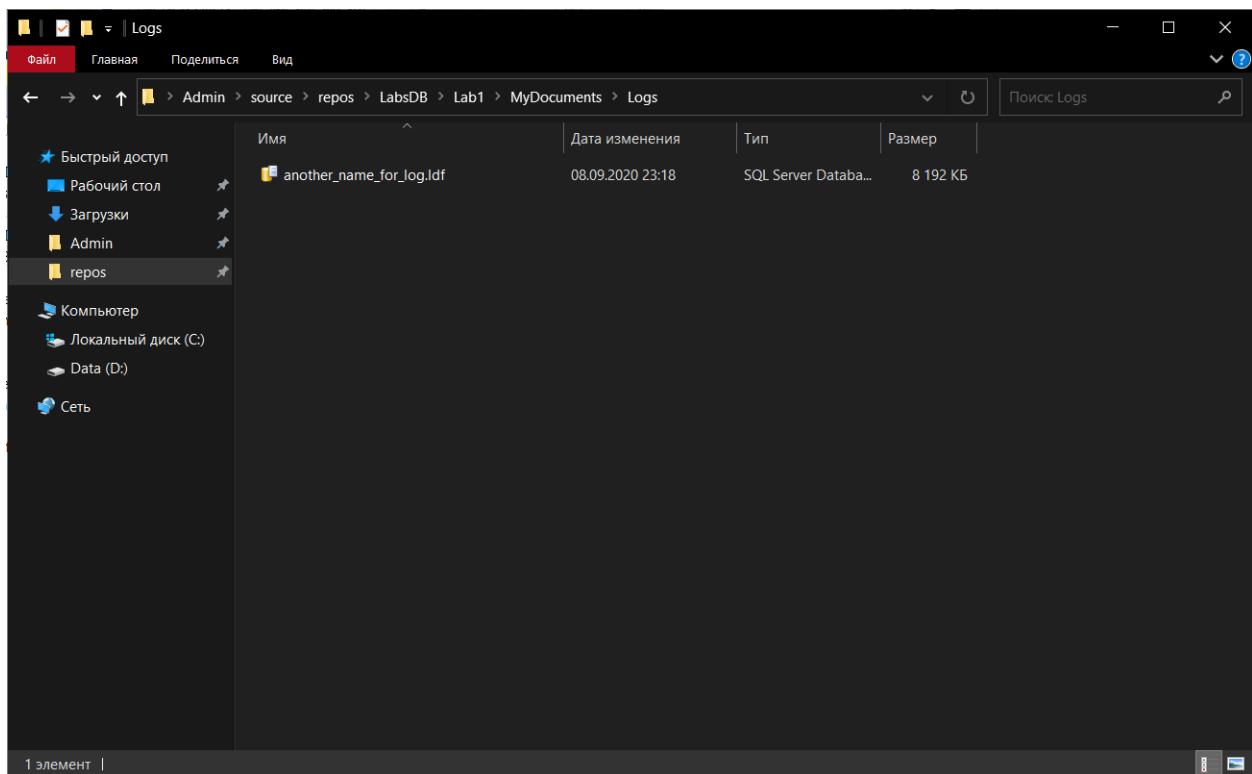 Logs
Файл Главная Поделиться Вид
Admin source repos LabsDB Lab1 MyDocuments Logs Поиск: Logs
Имя Дата изменения Тип Размер
another_name_for_log.ldf 08.09.2020 23:18 SQL Server Databa... 8 192 КБ
Быстрый доступ
Рабочий стол
Загрузки
Admin
repos
Компьютер
Локальный диск (C:)
Data (D:)
Сеть
1 элемент